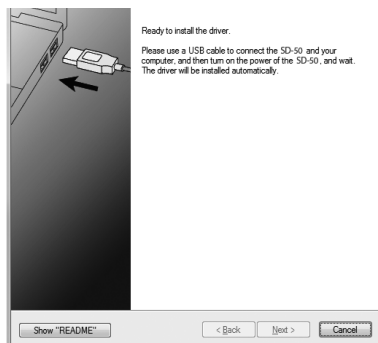 Ready to install the driver.
Please use a USB cable to connect the SD-50 and your
computer, and then turn on the power of the SD-50, and wait.
The driver will be installed automatically.
Show "README"
< Back
Next >
Cancel